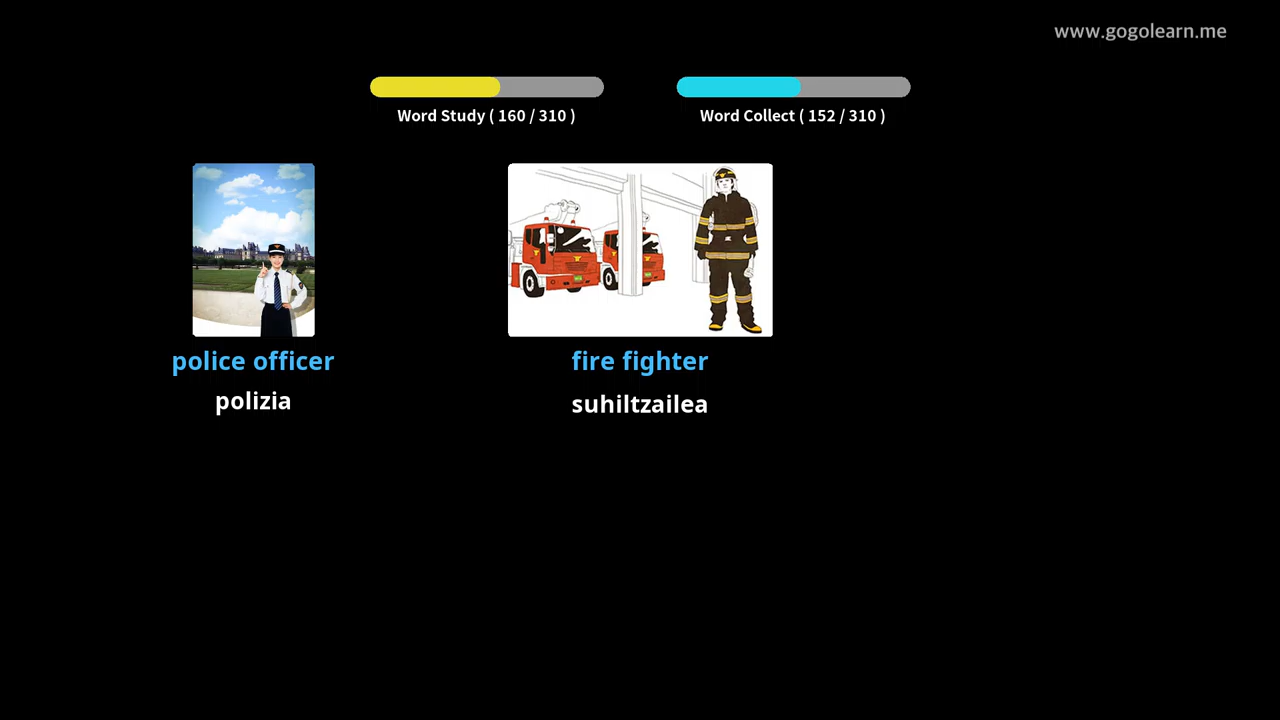 www.gogolearn.me
Word Study ( 160 / 310 )
Word Collect ( 152 / 310 )
police officer
polizia
fire fighter
suhiltzailea